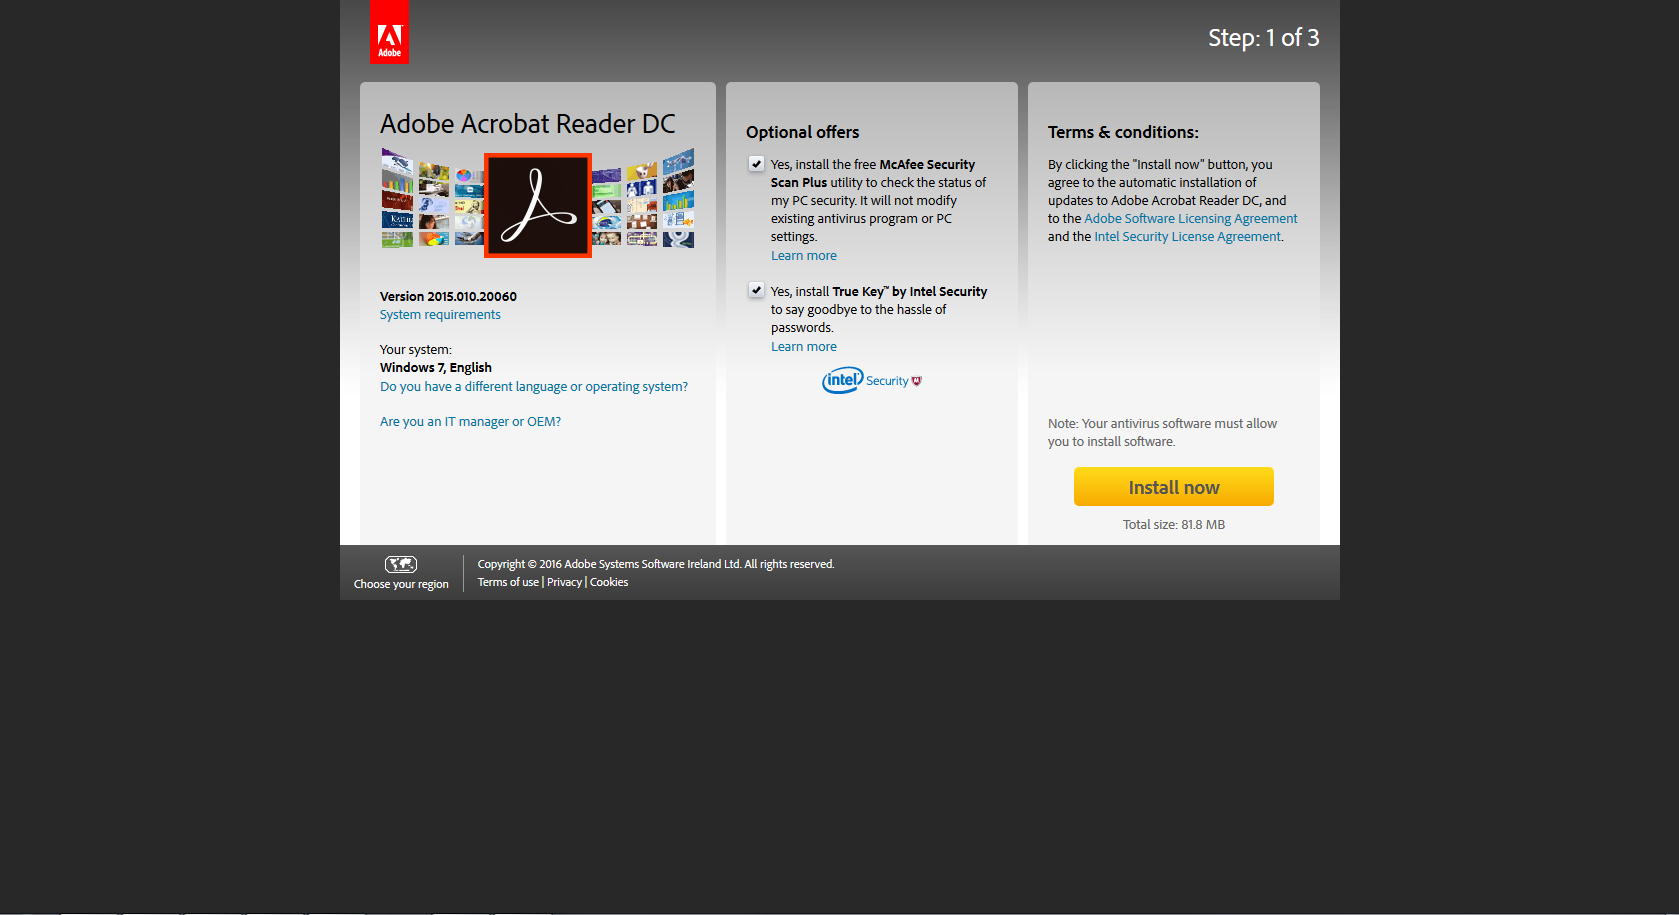 Adobe
Step: 1 of 3
Adobe Acrobat Reader DC
Version 2015.010.20060
System requirements
Your system:
Windows 7, English
Do you have a different language or operating system?
Are you an IT manager or OEM?
Optional offers
Yes, install the free McAfee Security
Scan Plus utility to check the status of
my PC security. It will not modify
existing antivirus program or PC
settings.
Learn more
Yes, install True Key™ by Intel Security
to say goodbye to the hassle of
passwords.
Learn more
intel Security
Terms & conditions:
By clicking the "Install now" button, you
agree to the automatic installation of
updates to Adobe Acrobat Reader DC, and
to the Adobe Software Licensing Agreement
and the Intel Security License Agreement.
Note: Your antivirus software must allow
you to install software.
Install now
Total size: 81.8 MB
Choose your region
Copyright © 2016 Adobe Systems Software Ireland Ltd. All rights reserved.
Terms of use | Privacy | Cookies